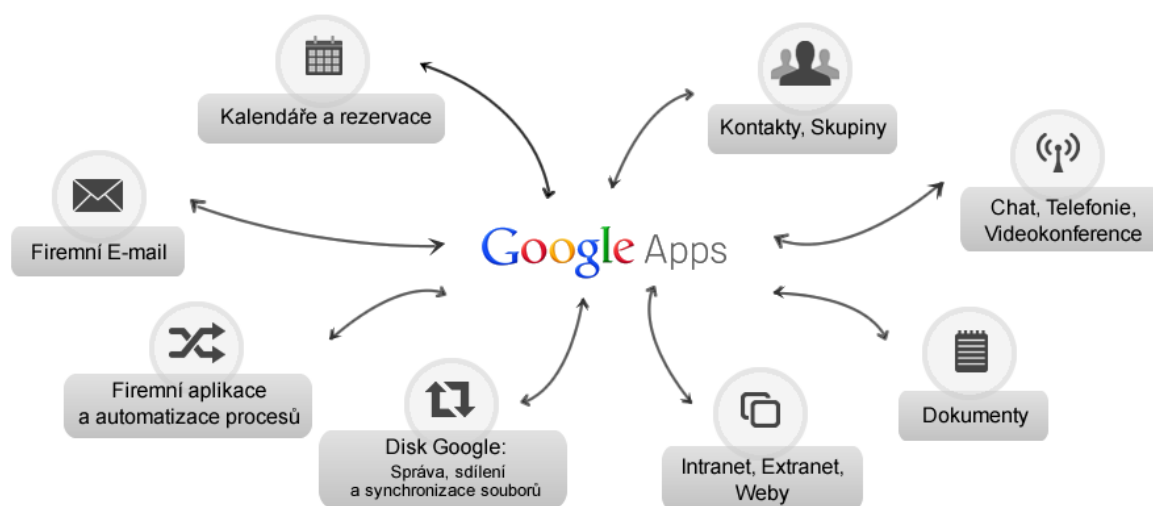 Kalendáře a rezervace
Kontakty, Skupiny
Chat, Telefonie,
Videokonference
Firemní E-mail
Google Apps
Firemní aplikace
a automatizace procesů
Dokumenty
Disk Google:
Správa, sdílení
a synchronizace souborů
Intranet, Extranet,
Weby